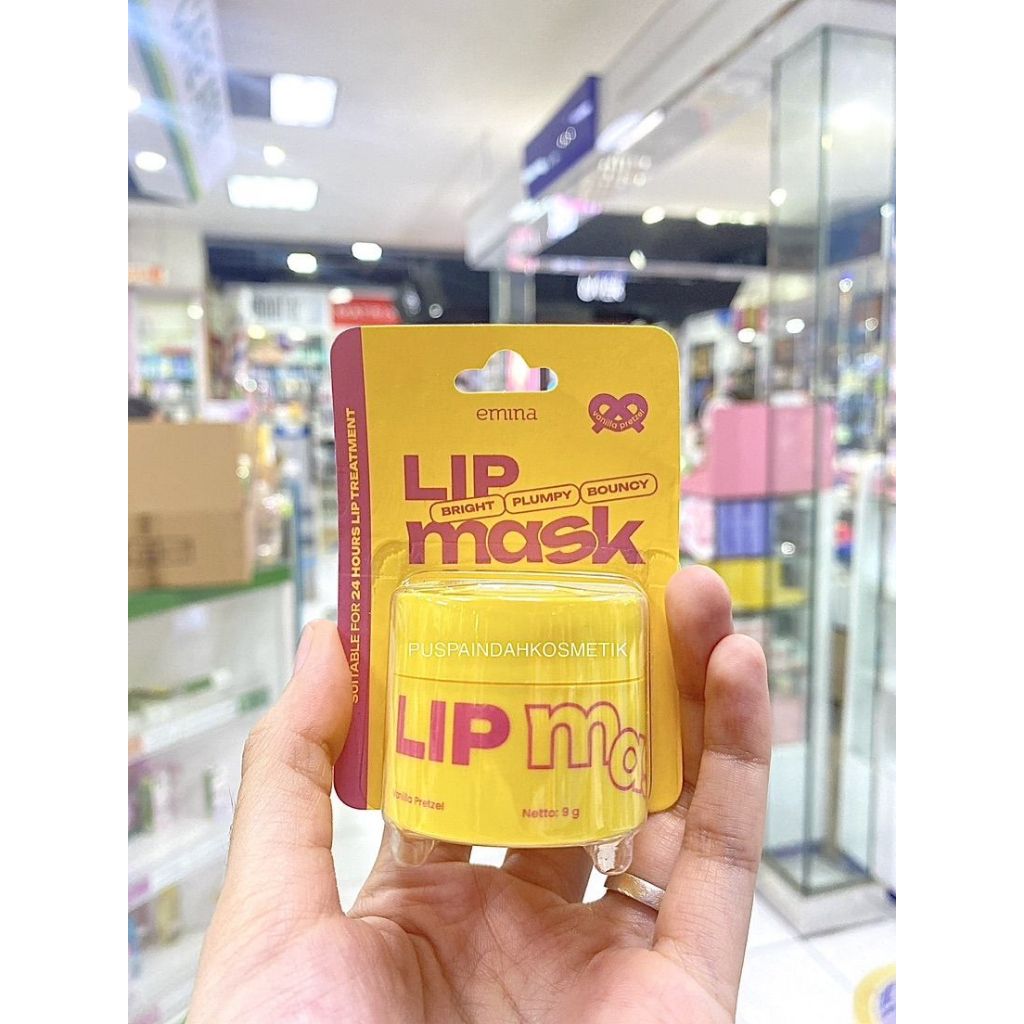 emina
vanilla pretzel
LIP
BRIGHT PLUMPY BOUNCY
mask
SUITABLE FOR 24 HOURS LIP TREATMENT
PUSPAINDAHKOSMETIK
LIP ma
Vanilla Pretzel
Netto: 9 g